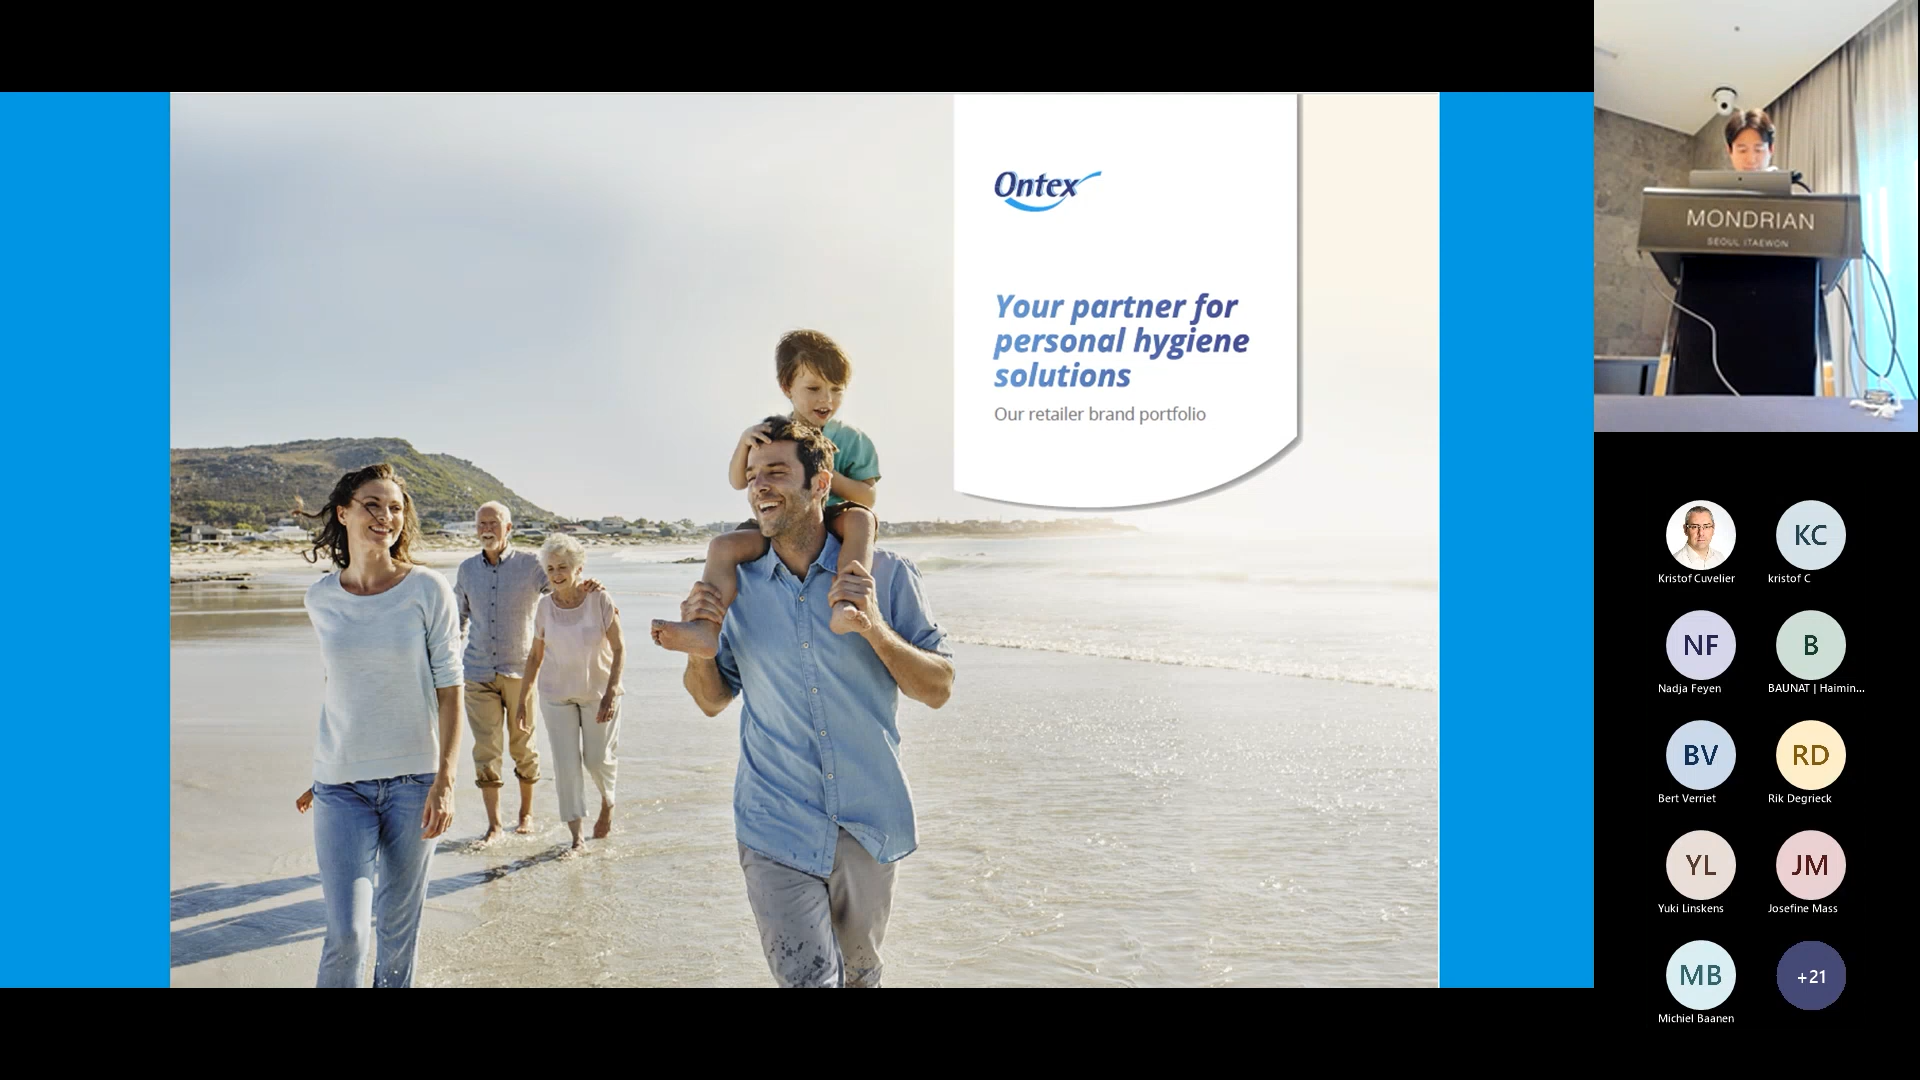 Ontex
Your partner for
personal hygiene
solutions
Our retailer brand portfolio
MONDRIAN
SEOUL ITAEWON
Kristof Cuvelier
KC
kristof C
NF
Nadja Feyen
B
BAUNAT | Haimin...
BV
Bert Verriet
RD
Rik Degrieck
YL
Yuki Linskens
JM
Josefine Mass
MB
Michiel Baanen
+21